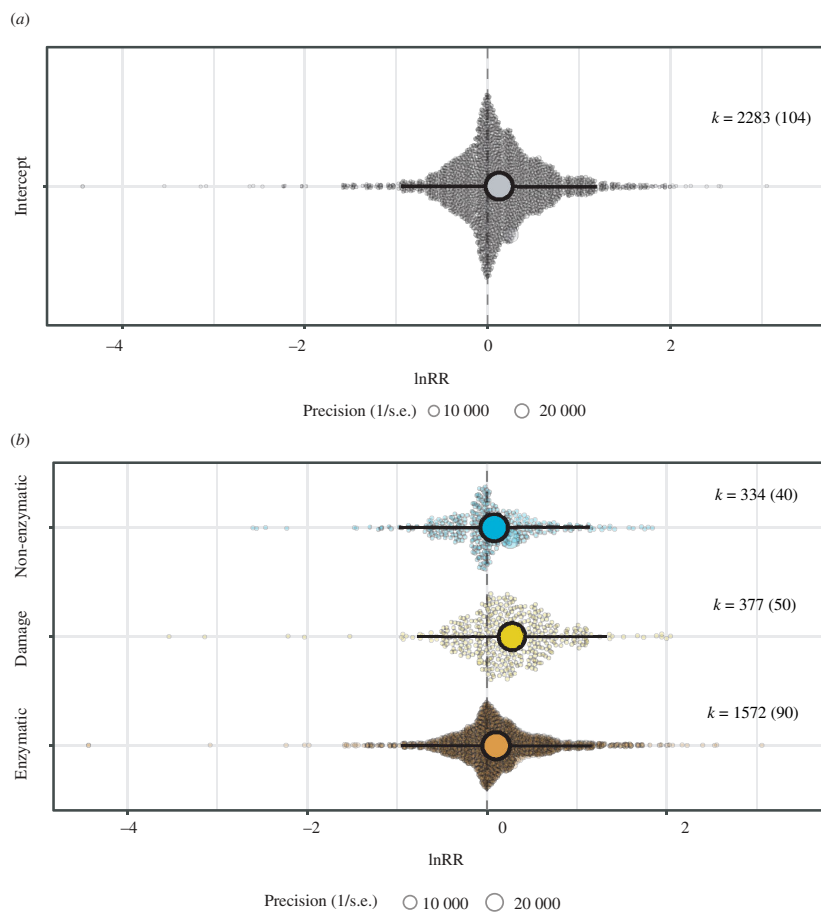 (a)
Intercept
k = 2283 (104)
−4 −2 0 2
lnRR
Precision (1/s.e.) 10 000 20 000
(b)
Non-enzymatic
k = 334 (40)
Damage
k = 377 (50)
Enzymatic
k = 1572 (90)
−4 −2 0 2
lnRR
Precision (1/s.e.) 10 000 20 000